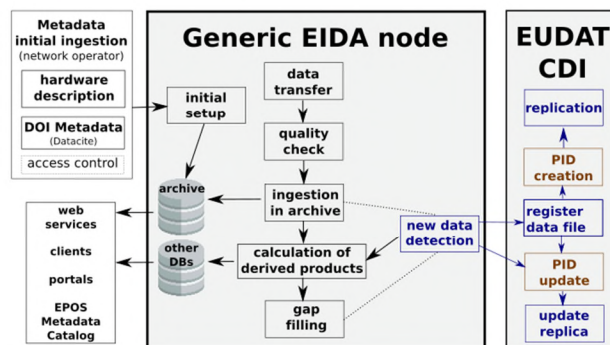 Metadata
initial ingestion
(network operator)
hardware
description
DOI Metadata
(Datacite)
access control
web
services
clients
portals
EPOS
Metadata
Catalog
Generic EIDA node
data
transfer
initial
setup
quality
check
archive
ingestion
in archive
other
DBs
calculation of
derived products
new data
detection
gap
filling
EUDAT
CDI
replication
PID
creation
register
data file
PID
update
update
replica